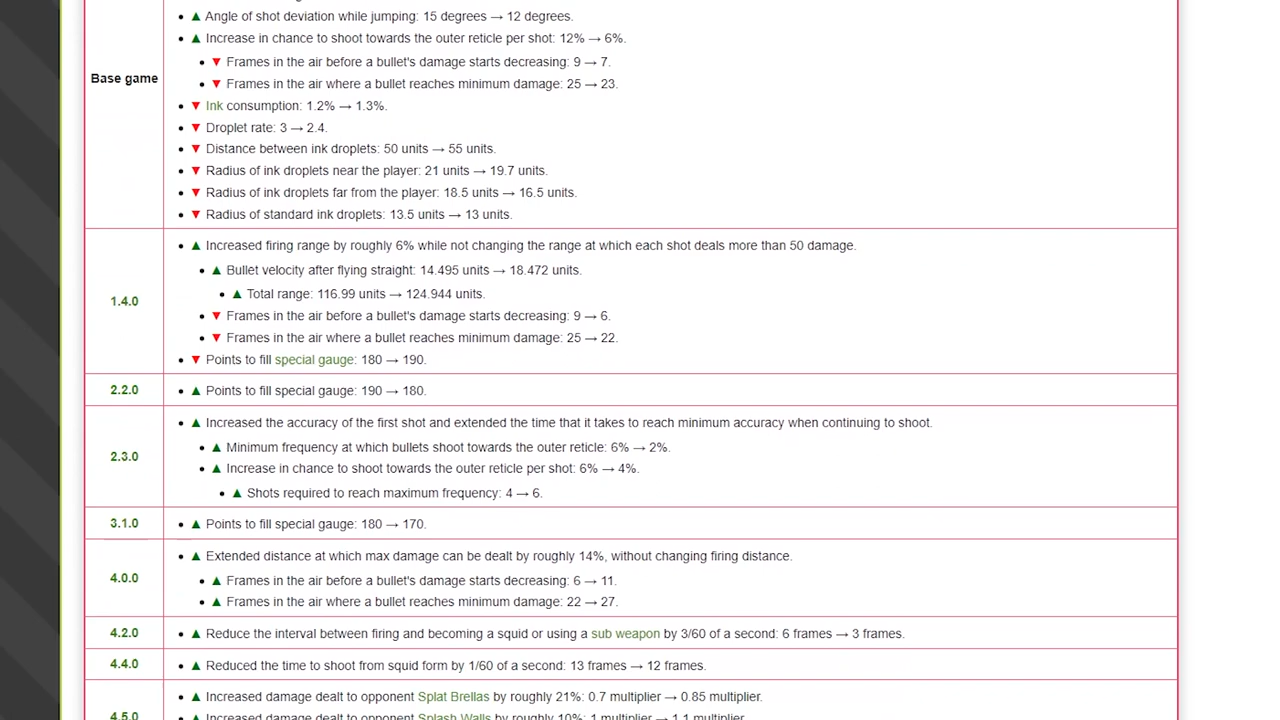 ▲ Angle of shot deviation while jumping: 15 degrees → 12 degrees.
▲ Increase in chance to shoot towards the outer reticle per shot: 12% → 6%.
▼ Frames in the air before a bullet's damage starts decreasing: 9 → 7.
Base game
▼ Frames in the air where a bullet reaches minimum damage: 25 → 23.
▼ Ink consumption: 1.2% → 1.3%.
▼ Droplet rate: 3 → 2.4.
▼ Distance between ink droplets: 50 units → 55 units.
▼ Radius of ink droplets near the player: 21 units → 19.7 units.
▼ Radius of ink droplets far from the player: 18.5 units → 16.5 units.
▼ Radius of standard ink droplets: 13.5 units → 13 units.
1.4.0
▲ Increased firing range by roughly 6% while not changing the range at which each shot deals more than 50 damage.
▲ Bullet velocity after flying straight: 14.495 units → 18.472 units.
▲ Total range: 116.99 units → 124.944 units.
▼ Frames in the air before a bullet's damage starts decreasing: 9 → 6.
▼ Frames in the air where a bullet reaches minimum damage: 25 → 22.
▼ Points to fill special gauge: 180 → 190.
2.2.0
▲ Points to fill special gauge: 190 → 180.
2.3.0
▲ Increased the accuracy of the first shot and extended the time that it takes to reach minimum accuracy when continuing to shoot.
▲ Minimum frequency at which bullets shoot towards the outer reticle: 6% → 2%.
▲ Increase in chance to shoot towards the outer reticle per shot: 6% → 4%.
▲ Shots required to reach maximum frequency: 4 → 6.
3.1.0
▲ Points to fill special gauge: 180 → 170.
4.0.0
▲ Extended distance at which max damage can be dealt by roughly 14%, without changing firing distance.
▲ Frames in the air before a bullet's damage starts decreasing: 6 → 11.
▲ Frames in the air where a bullet reaches minimum damage: 22 → 27.
4.2.0
▲ Reduce the interval between firing and becoming a squid or using a sub weapon by 3/60 of a second: 6 frames → 3 frames.
4.4.0
▲ Reduced the time to shoot from squid form by 1/60 of a second: 13 frames → 12 frames.
4.5.0
▲ Increased damage dealt to opponent Splat Brellas by roughly 21%: 0.7 multiplier → 0.85 multiplier.
▲ Increased damage dealt to opponent Splash Walls by roughly 10%: 1 multiplier → 1.1 multiplier.